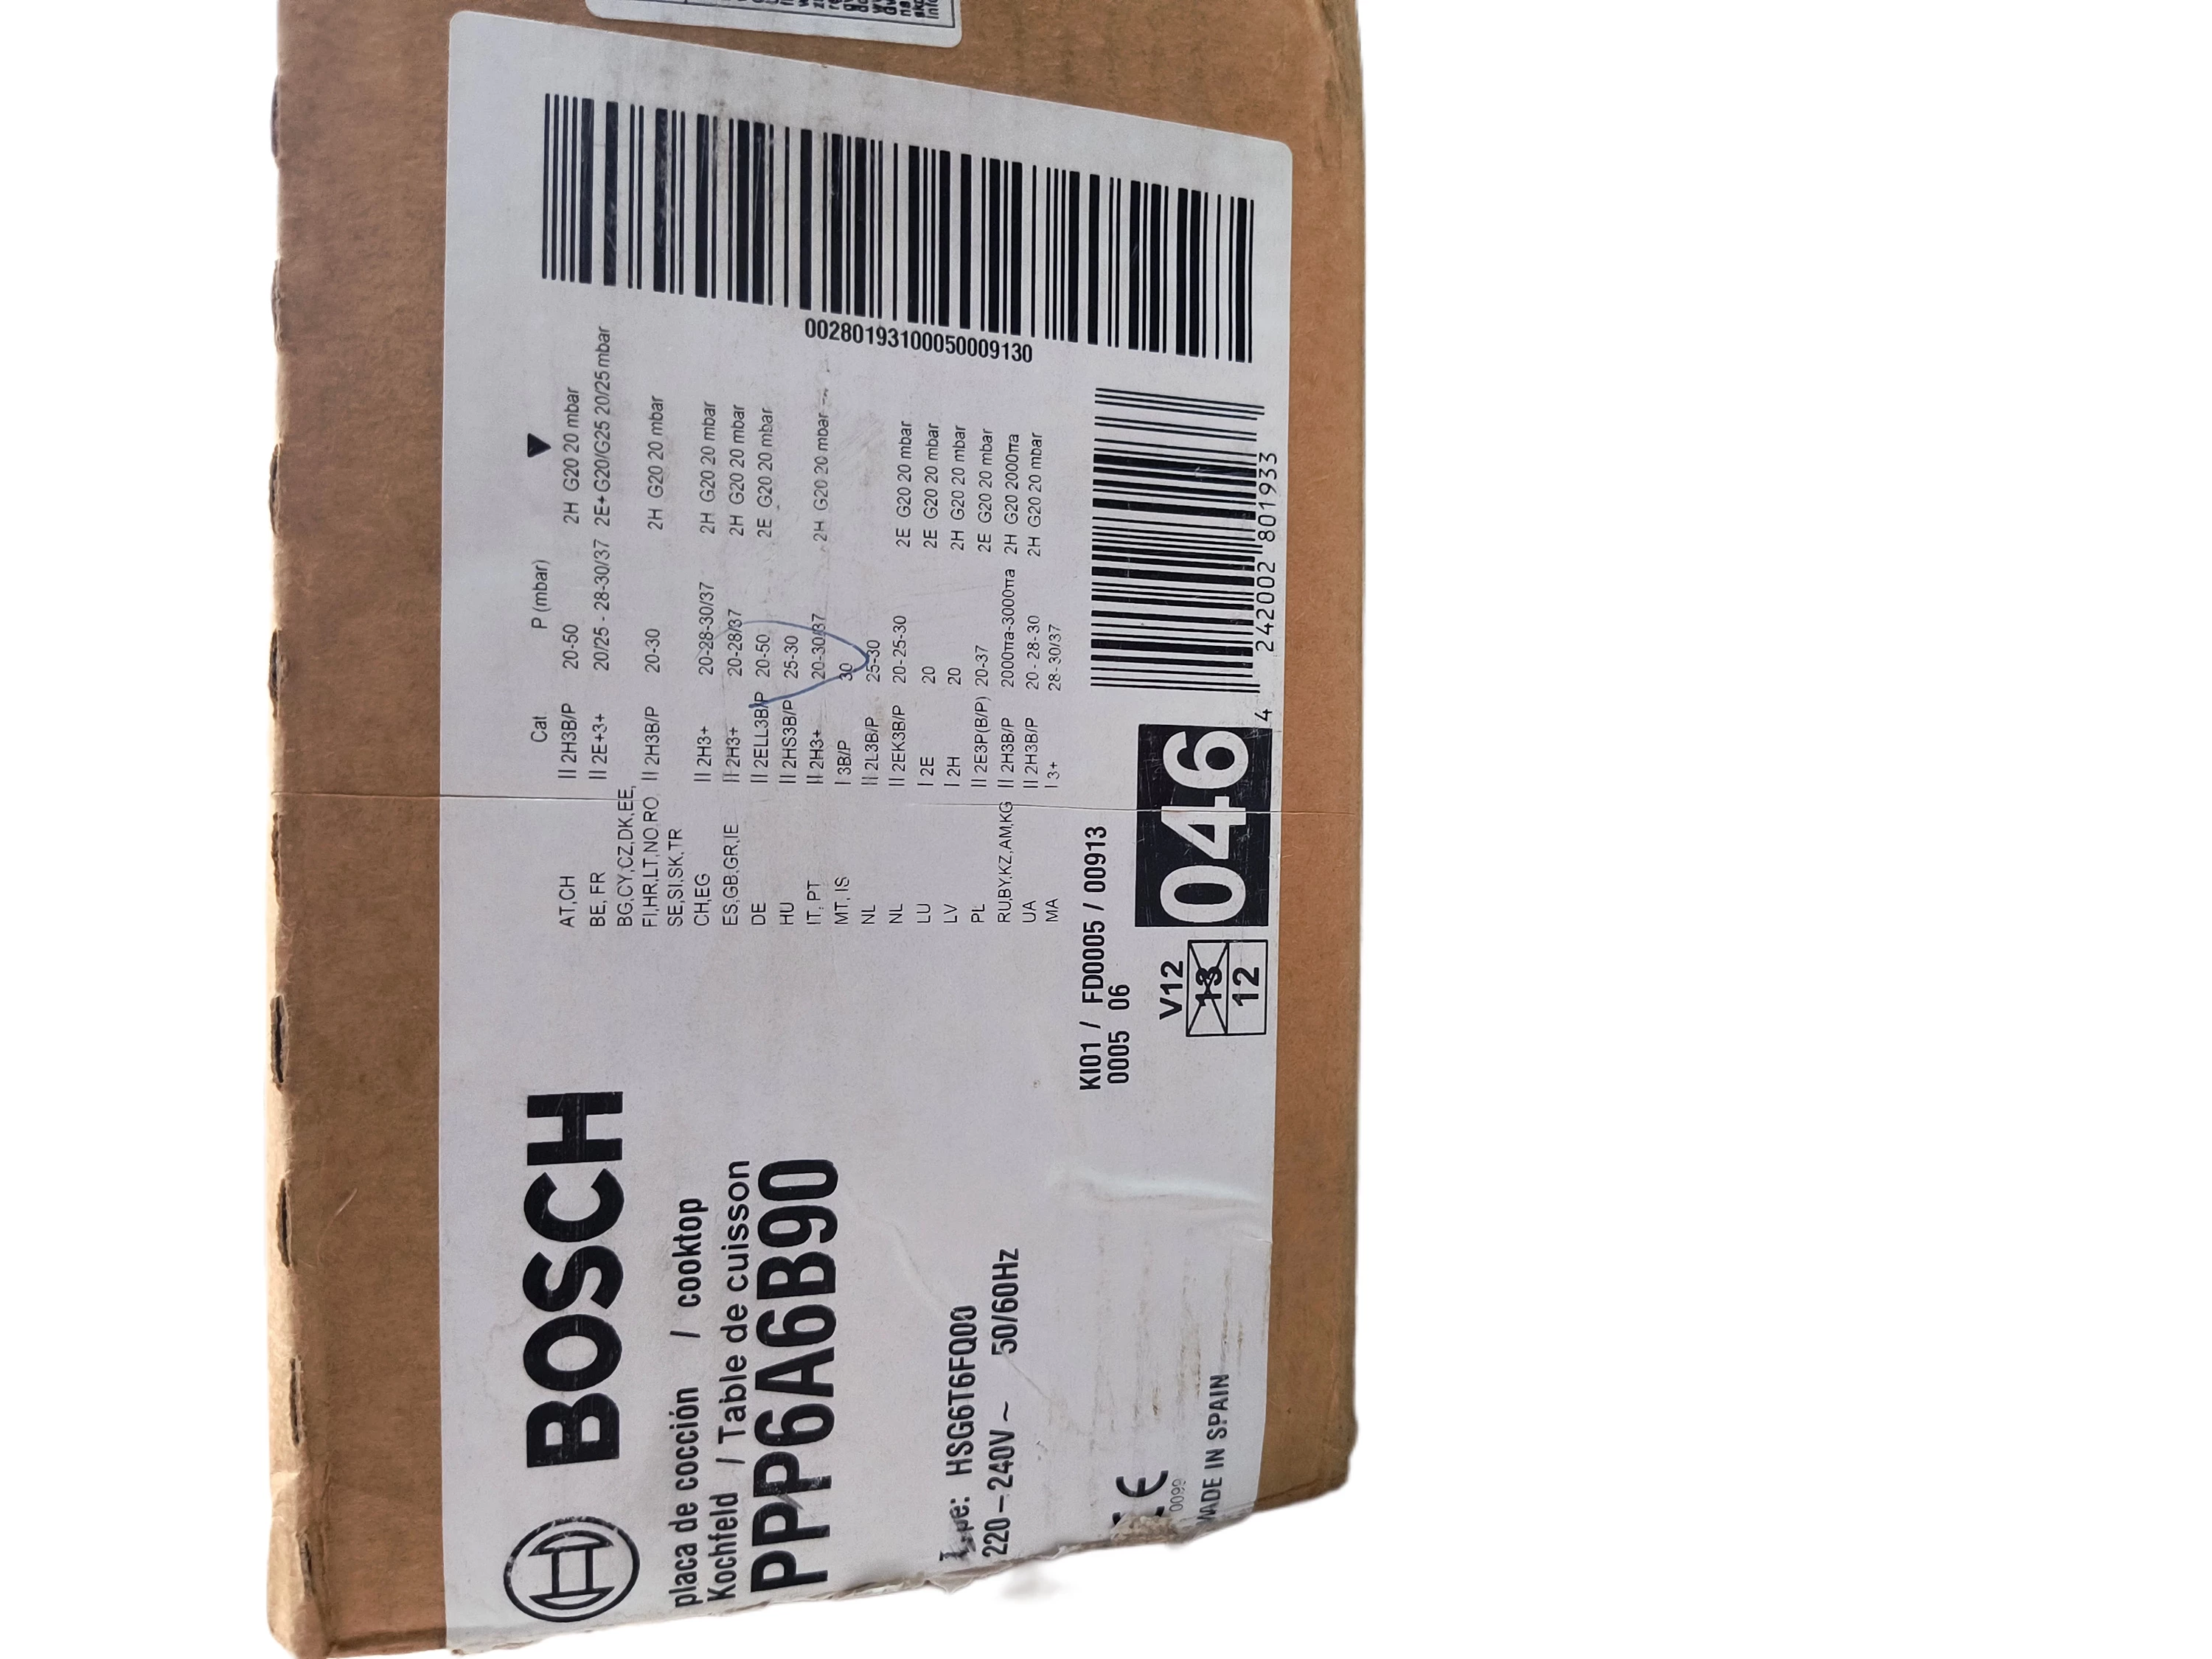 BOSCH
placa de cocción / cooktop
Kochfeld / Table de cuisson
PPP6A6B90
HSG6T6FQ00
220–240V ~ 50/60Hz
0099
MADE IN SPAIN
Cat P (mbar)
AT,CH II 2H3B/P 20-50 2H G20 20 mbar
BE, FR II 2E+3+ 20/25 - 28-30/37 2E+ G20/G25 20/25 mbar
BG,CY,CZ,DK,EE,
FI,HR,LT,NO,RO, II 2H3B/P 20-30 2H G20 20 mbar
SE,SI,SK,TR
CH,EG II 2H3+ 20-28-30/37 2H G20 20 mbar
ES,GB,GR,IE II 2H3+ 20-28/37 2H G20 20 mbar
DE II 2ELL3B/P 20-50 2E G20 20 mbar
HU II 2HS3B/P 25-30
IT, PT II 2H3+ 20-30/37 2H G20 20 mbar
MT, IS I 3B/P 30
NL II 2L3B/P 25-30
NL II 2EK3B/P 20-25-30 2E G20 20 mbar
LU I 2E 20 2E G20 20 mbar
LV I 2H 20 2H G20 20 mbar
PL II 2E3P(B/P) 20-37 2E G20 20 mbar
RU,BY,KZ,AM,KG II 2H3B/P 2000πa-3000πa 2H G20 2000πa
UA II 2H3B/P 20 - 28- 30 2H G20 20 mbar
MA I 3+ 28- 30/37
KI01 / FD0005 / 00913
0005 06
V12
13
12
046
00280193100050009130
4 242002 801933